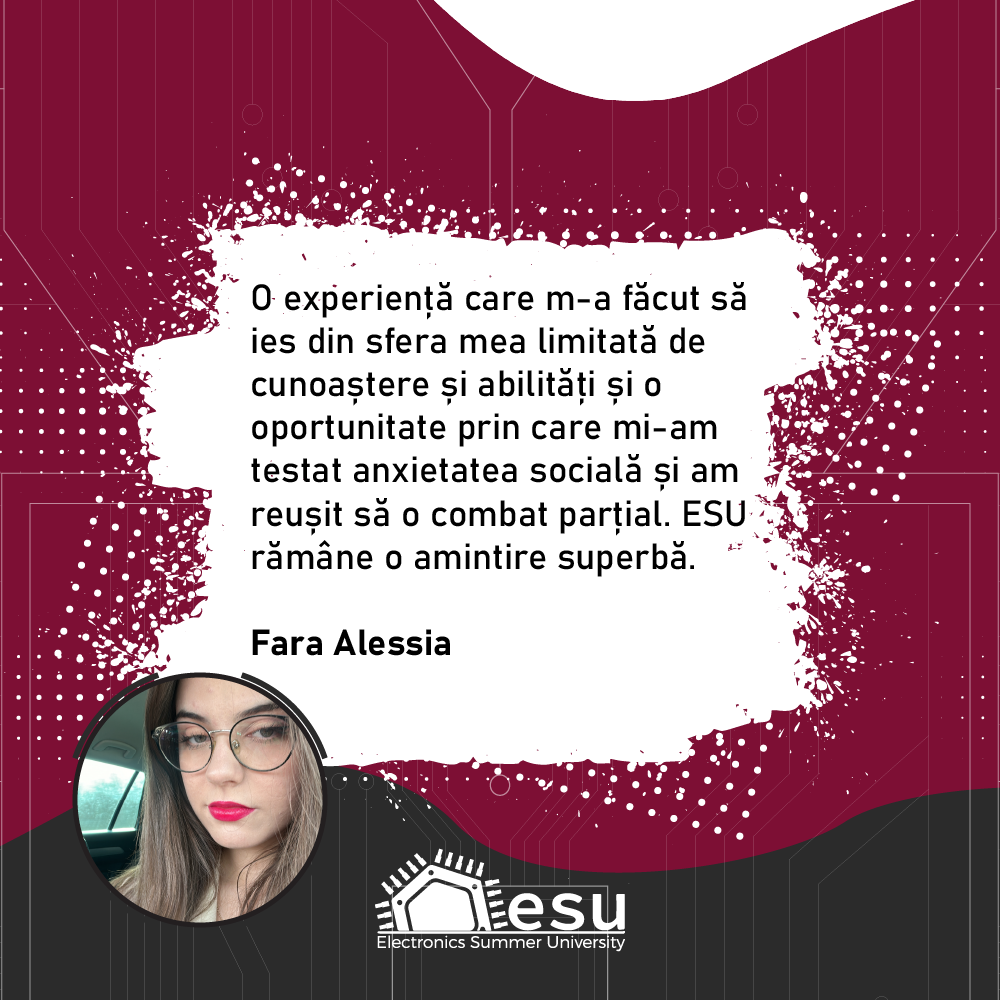 O experiență care m-a făcut să
ies din sfera mea limitată de
cunoaștere și abilități și o
oportunitate prin care mi-am
testat anxietatea socială și am
reușit să o combat parțial. ESU
rămâne o amintire superbă.
Fara Alessia
esu
Electronics Summer University